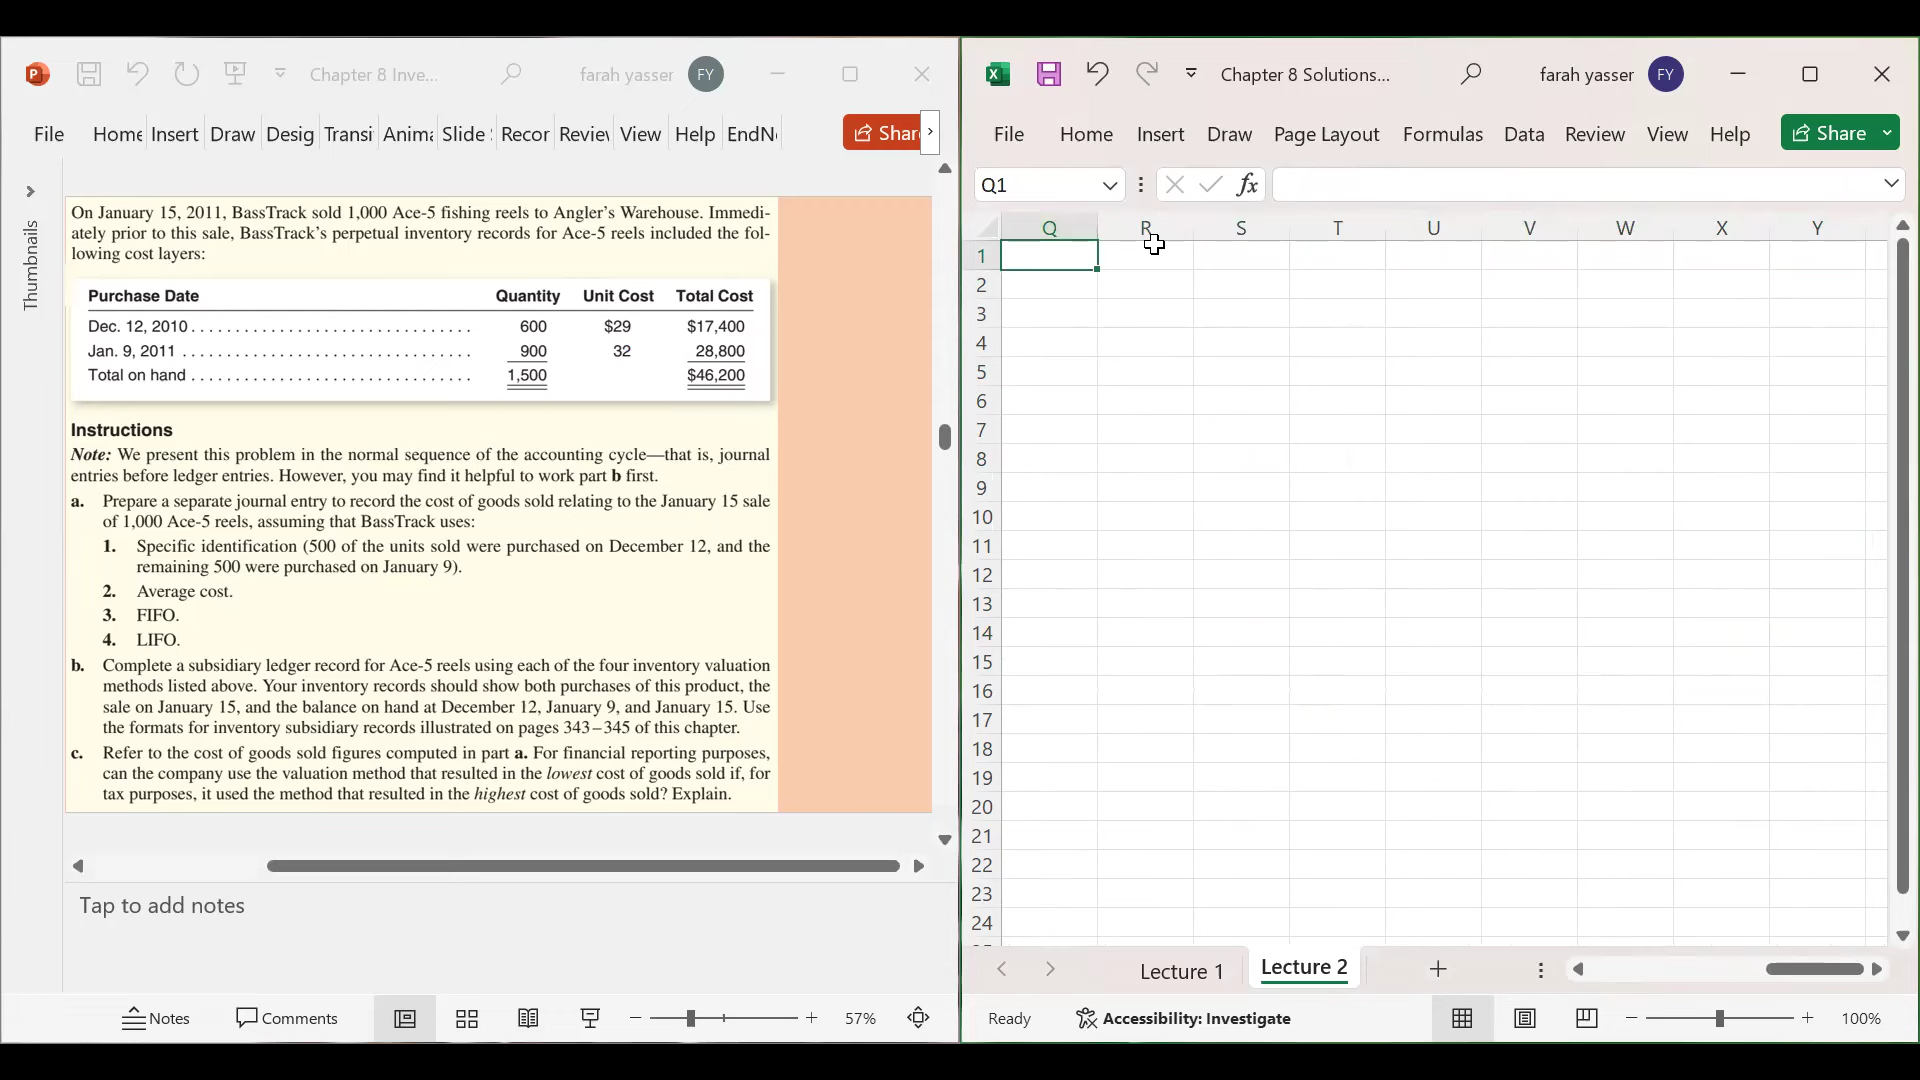 Chapter 8 Inve...
farah yasser
FY
File Home Insert Draw Desig Transi Anima Slide Recor Review View Help EndN Shar
Thumbnails
On January 15, 2011, BassTrack sold 1,000 Ace-5 fishing reels to Angler's Warehouse. Immedi-
ately prior to this sale, BassTrack's perpetual inventory records for Ace-5 reels included the fol-
lowing cost layers:
Purchase Date Quantity Unit Cost Total Cost
Dec. 12, 2010 . . . . . . . . . . . . . . . . . . . . . . . . . . . . . . . . 600 $29 $17,400
Jan. 9, 2011 . . . . . . . . . . . . . . . . . . . . . . . . . . . . . . . . . 900 32 28,800
Total on hand . . . . . . . . . . . . . . . . . . . . . . . . . . . . . . . . 1,500 $46,200
Instructions
Note: We present this problem in the normal sequence of the accounting cycle—that is, journal
entries before ledger entries. However, you may find it helpful to work part b first.
a. Prepare a separate journal entry to record the cost of goods sold relating to the January 15 sale
of 1,000 Ace-5 reels, assuming that BassTrack uses:
1. Specific identification (500 of the units sold were purchased on December 12, and the
remaining 500 were purchased on January 9).
2. Average cost.
3. FIFO.
4. LIFO.
b. Complete a subsidiary ledger record for Ace-5 reels using each of the four inventory valuation
methods listed above. Your inventory records should show both purchases of this product, the
sale on January 15, and the balance on hand at December 12, January 9, and January 15. Use
the formats for inventory subsidiary records illustrated on pages 343–345 of this chapter.
c. Refer to the cost of goods sold figures computed in part a. For financial reporting purposes,
can the company use the valuation method that resulted in the lowest cost of goods sold if, for
tax purposes, it used the method that resulted in the highest cost of goods sold? Explain.
Tap to add notes
Notes Comments 57%
Chapter 8 Solutions...
farah yasser
FY
File Home Insert Draw Page Layout Formulas Data Review View Help Share
Q1 fx
Q R S T U V W X Y
1
2
3
4
5
6
7
8
9
10
11
12
13
14
15
16
17
18
19
20
21
22
23
24
Lecture 1 Lecture 2
Ready Accessibility: Investigate 100%